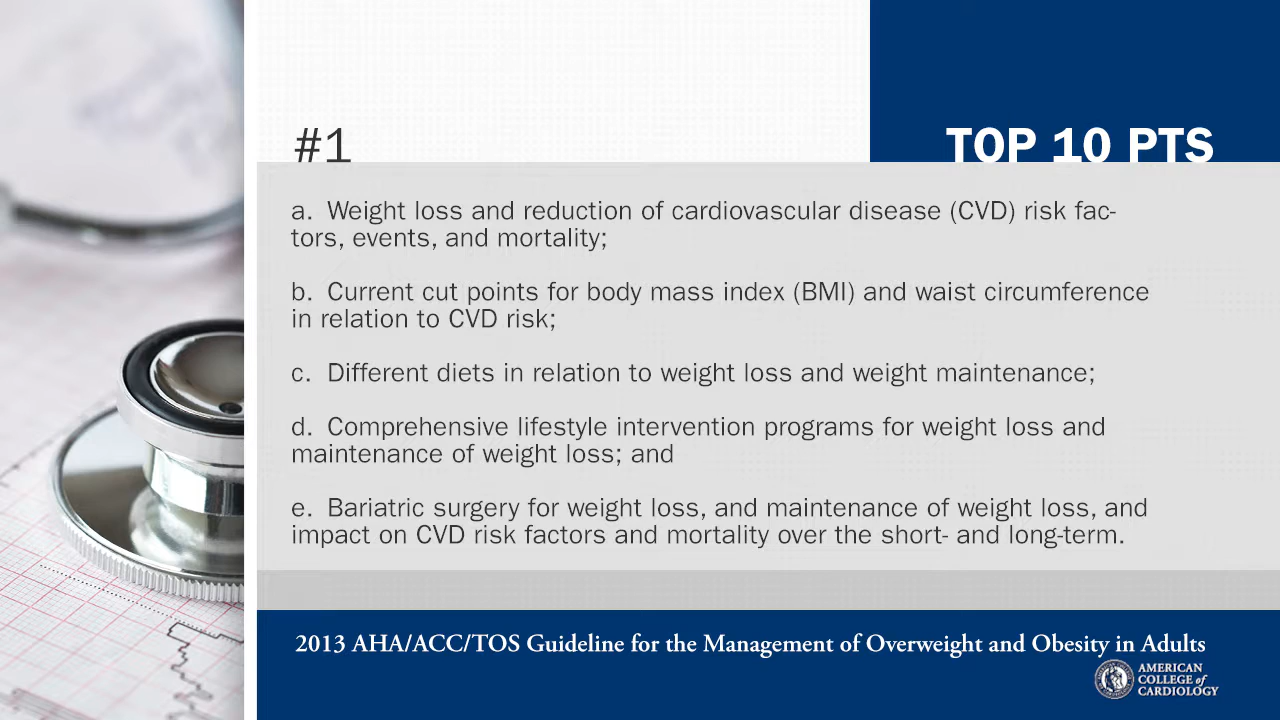 #1
TOP 10 PTS
a. Weight loss and reduction of cardiovascular disease (CVD) risk fac-
tors, events, and mortality;
b. Current cut points for body mass index (BMI) and waist circumference
in relation to CVD risk;
c. Different diets in relation to weight loss and weight maintenance;
d. Comprehensive lifestyle intervention programs for weight loss and
maintenance of weight loss; and
e. Bariatric surgery for weight loss, and maintenance of weight loss, and
impact on CVD risk factors and mortality over the short- and long-term.
2013 AHA/ACC/TOS Guideline for the Management of Overweight and Obesity in Adults
AMERICAN
COLLEGE of
CARDIOLOGY